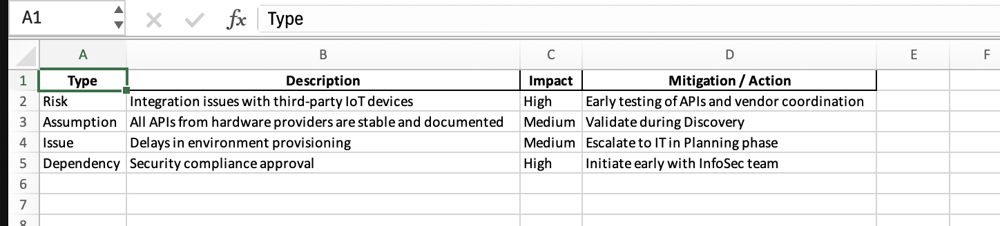 A1 fx Type
A B C D E F
1 Type Description Impact Mitigation / Action
2 Risk Integration issues with third-party IoT devices High Early testing of APIs and vendor coordination
3 Assumption All APIs from hardware providers are stable and documented Medium Validate during Discovery
4 Issue Delays in environment provisioning Medium Escalate to IT in Planning phase
5 Dependency Security compliance approval High Initiate early with InfoSec team
6
7
8